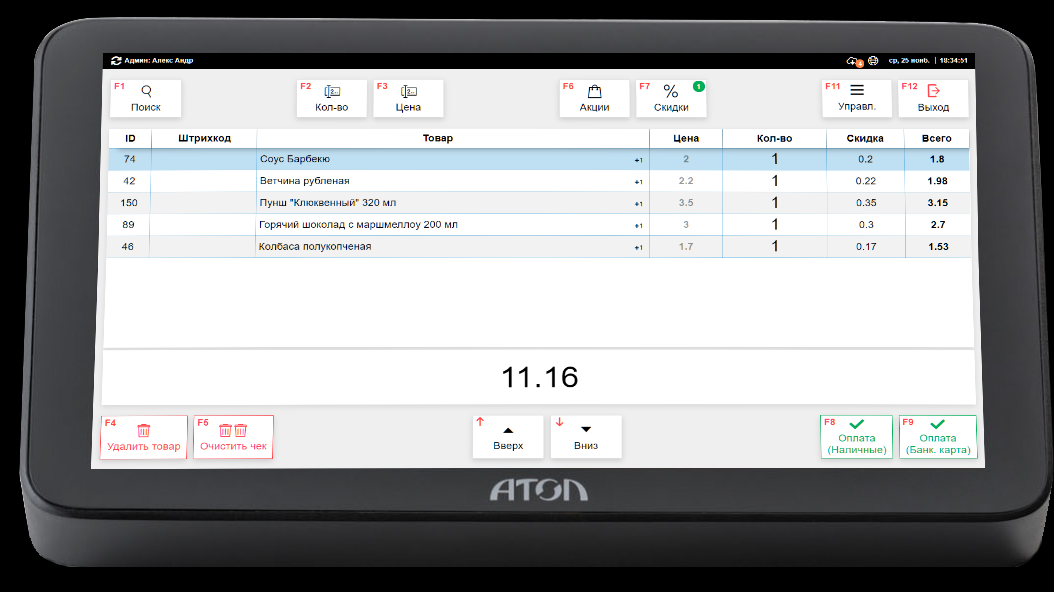 Админ: Алекс Андр
4
ср, 25 нояб. | 18:34:51
F1
Поиск
F2
Кол-во
F3
Цена
F6
Акции
F7
1
Скидки
F11
Управл.
F12
Выход
ID Штрихкод Товар Цена Кол-во Скидка Всего
74 Соус Барбекю +1 2 1 0.2 1.8
42 Ветчина рубленая +1 2.2 1 0.22 1.98
150 Пунш "Клюквенный" 320 мл +1 3.5 1 0.35 3.15
89 Горячий шоколад с маршмеллоу 200 мл +1 3 1 0.3 2.7
46 Колбаса полукопченая +1 1.7 1 0.17 1.53
11.16
F4
Удалить товар
F5
Очистить чек
Вверх
Вниз
F8
Оплата
(Наличные)
F9
Оплата
(Банк. карта)
АТОЛ